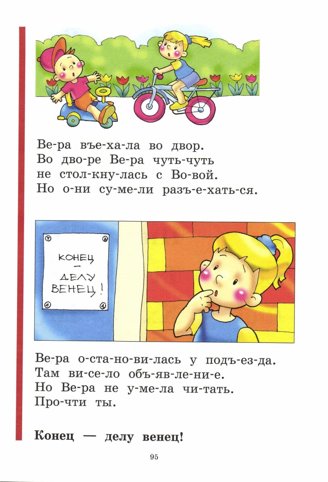 Ве-ра въе-ха-ла во двор.
Во дво-ре Ве-ра чуть-чуть
не стол-кну-лась с Во-вой.
Но о-ни су-ме-ли разъ-е-хать-ся.
КОНЕЦ
—
ДЕЛУ
ВЕНЕЦ!
Ве-ра о-ста-но-ви-лась у подъ-ез-да.
Там ви-се-ло объ-яв-ле-ни-е.
Но Ве-ра не у-ме-ла чи-тать.
Про-чти ты.
Конец — делу венец!
95